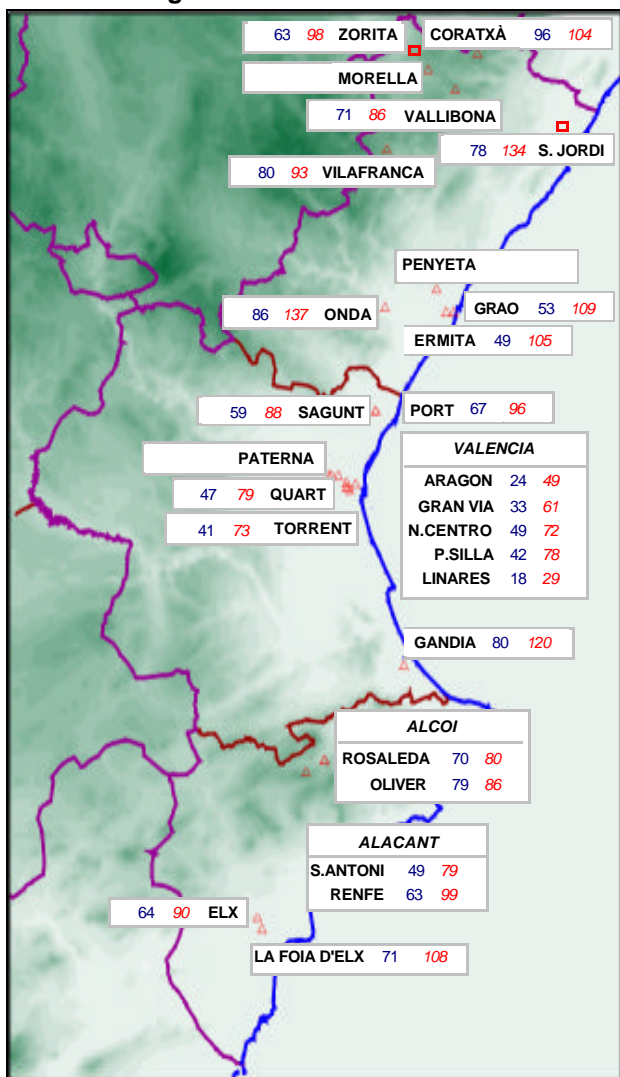 63 98 ZORITA
CORATXÀ 96 104
MORELLA
71 86 VALLIBONA
78 134 S. JORDI
80 93 VILAFRANCA
PENYETA
86 137 ONDA
GRAO 53 109
ERMITA 49 105
59 88 SAGUNT
PORT 67 96
PATERNA
47 79 QUART
41 73 TORRENT
VALENCIA
ARAGON 24 49
GRAN VIA 33 61
N.CENTRO 49 72
P.SILLA 42 78
LINARES 18 29
GANDIA 80 120
ALCOI
ROSALEDA 70 80
OLIVER 79 86
ALACANT
S.ANTONI 49 79
RENFE 63 99
64 90 ELX
LA FOIA D'ELX 71 108